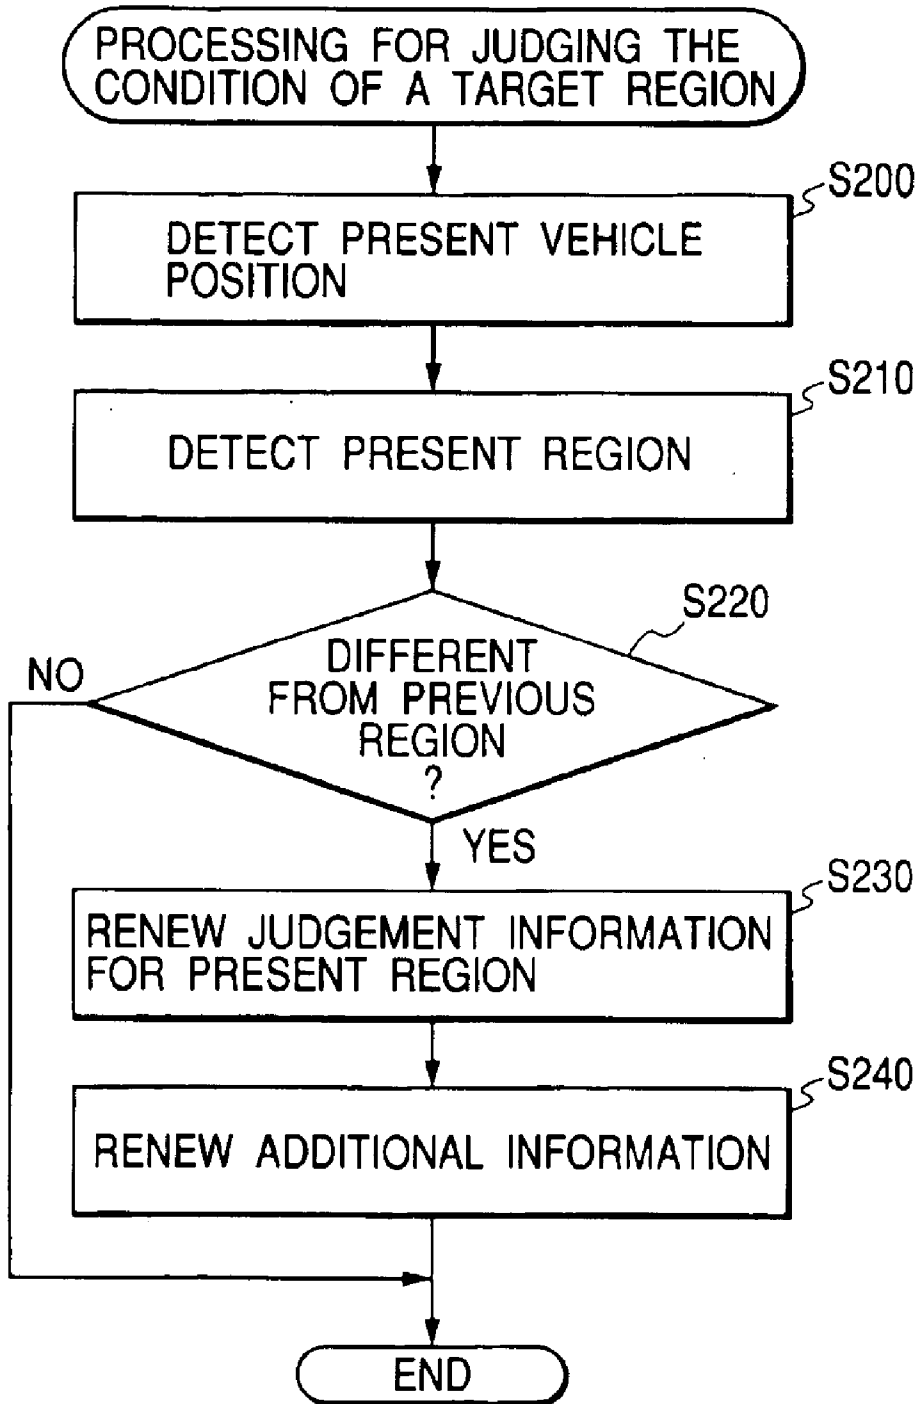 PROCESSING FOR JUDGING THE
CONDITION OF A TARGET REGION
S200
DETECT PRESENT VEHICLE
POSITION
S210
DETECT PRESENT REGION
S220
DIFFERENT
FROM PREVIOUS
REGION
?
NO
YES
S230
RENEW JUDGEMENT INFORMATION
FOR PRESENT REGION
S240
RENEW ADDITIONAL INFORMATION
END